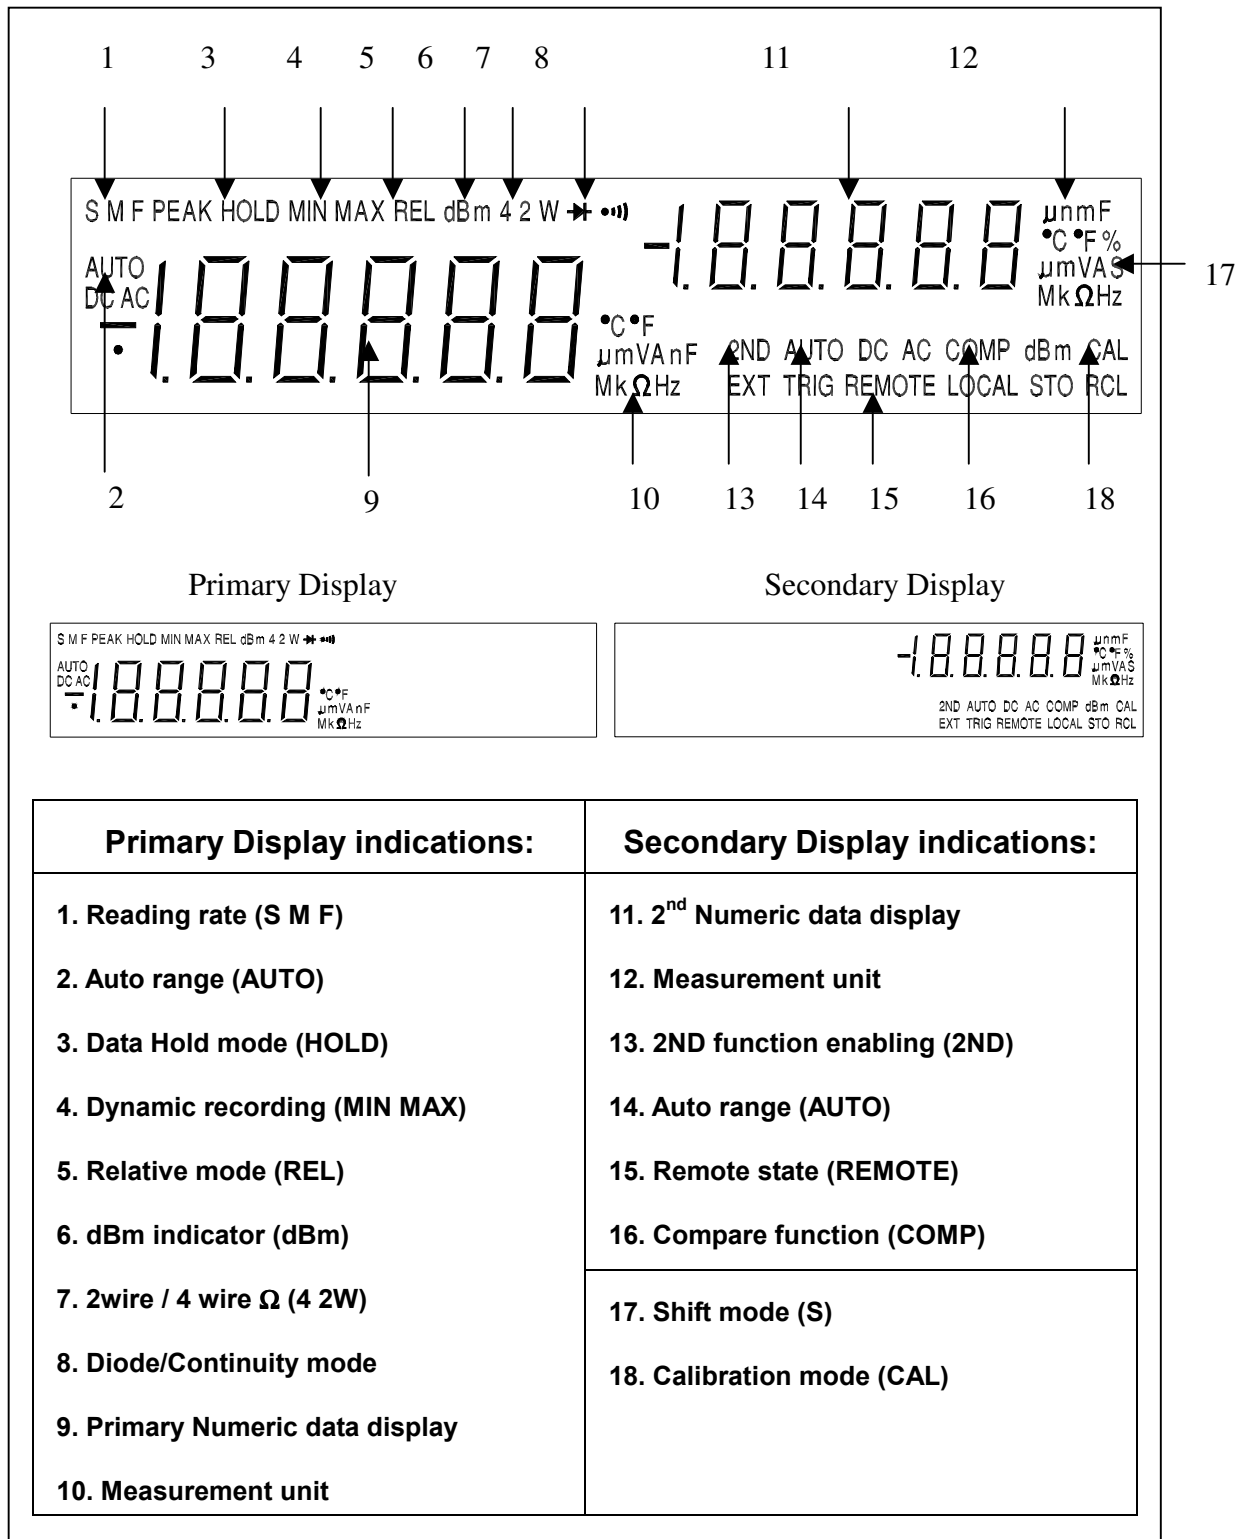 1 3 4 5 6 7 8 11 12
S M F PEAK HOLD MIN MAX REL dBm 4 2 W
-1.8.8.8.8.8
µnmF
°C °F %
µmVAS
MkΩHz
17
AUTO
DC AC
-1.8.8.8.8.8
°C °F
µmVAnF
MkΩHz
2ND AUTO DC AC COMP dBm CAL
EXT TRIG REMOTE LOCAL STO RCL
2 9 10 13 14 15 16 18
Primary Display
Secondary Display
S M F PEAK HOLD MIN MAX REL dBm 4 2 W
AUTO
DC AC
-1.8.8.8.8.8
°C °F
µmVAnF
MkΩHz
-1.8.8.8.8.8
µnmF
°C °F %
µmVAS
MkΩHz
2ND AUTO DC AC COMP dBm CAL
EXT TRIG REMOTE LOCAL STO RCL
Primary Display indications:
1. Reading rate (S M F)
2. Auto range (AUTO)
3. Data Hold mode (HOLD)
4. Dynamic recording (MIN MAX)
5. Relative mode (REL)
6. dBm indicator (dBm)
7. 2wire / 4 wire Ω (4 2W)
8. Diode/Continuity mode
9. Primary Numeric data display
10. Measurement unit
Secondary Display indications:
11. 2nd Numeric data display
12. Measurement unit
13. 2ND function enabling (2ND)
14. Auto range (AUTO)
15. Remote state (REMOTE)
16. Compare function (COMP)
17. Shift mode (S)
18. Calibration mode (CAL)